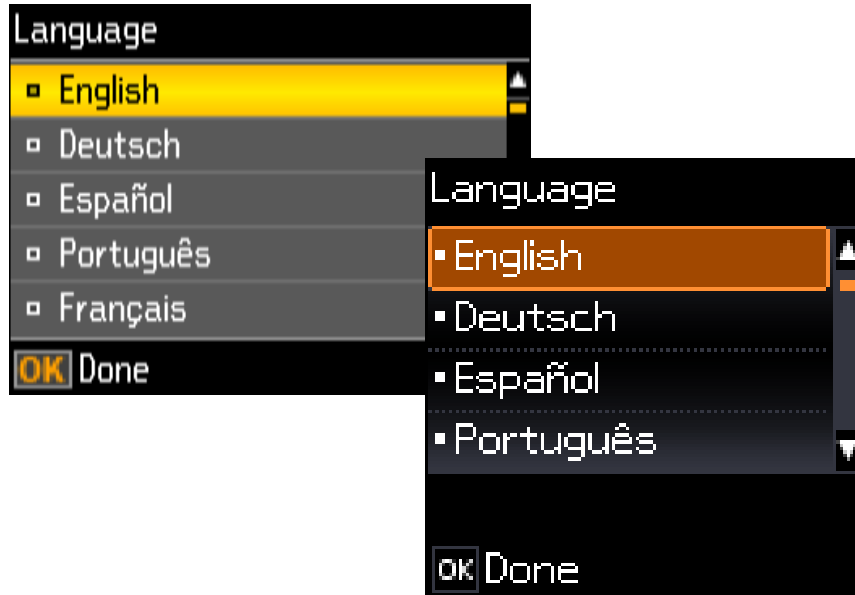 Language
English
Deutsch
Español
Português
Français
OK Done
Language
English
Deutsch
Español
Português
OK Done